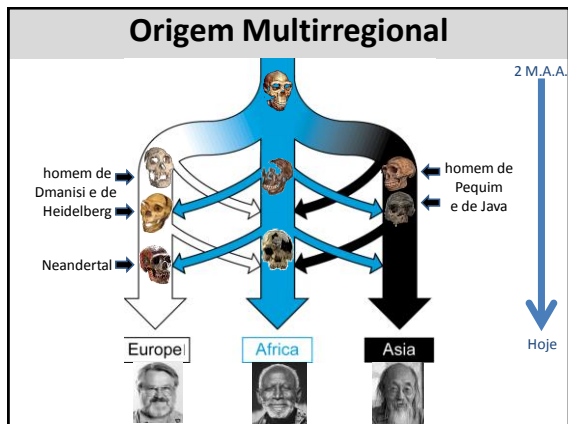 Origem Multirregional
2 M.A.A.
homem de
Dmanisi e de
Heidelberg
homem de
Pequim
e de Java
Neandertal
Hoje
Europe
Africa
Asia